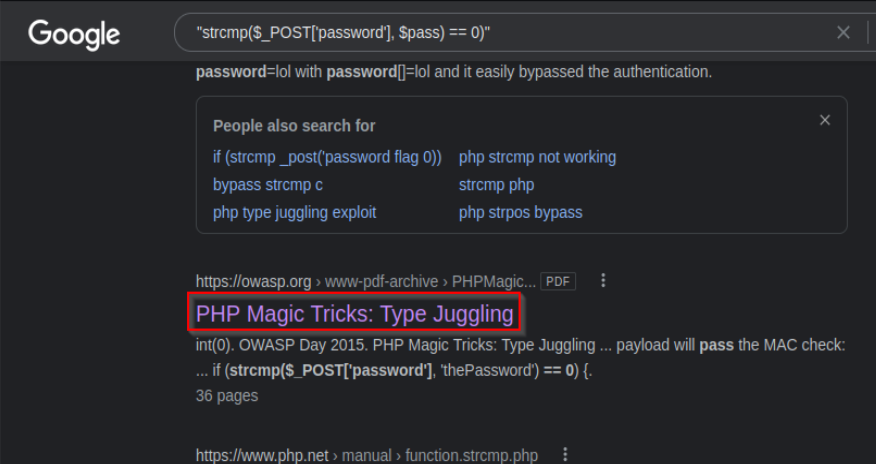 Google
"strcmp($_POST['password'], $pass) == 0)"
password=lol with password[]=lol and it easily bypassed the authentication.
People also search for
if (strcmp _post('password flag 0)) php strcmp not working
bypass strcmp c strcmp php
php type juggling exploit php strpos bypass
https://owasp.org › www-pdf-archive › PHPMagic... PDF
PHP Magic Tricks: Type Juggling
int(0). OWASP Day 2015. PHP Magic Tricks: Type Juggling ... payload will pass the MAC check:
... if (strcmp($_POST['password'], 'thePassword') == 0) {.
36 pages
https://www.php.net › manual › function.strcmp.php